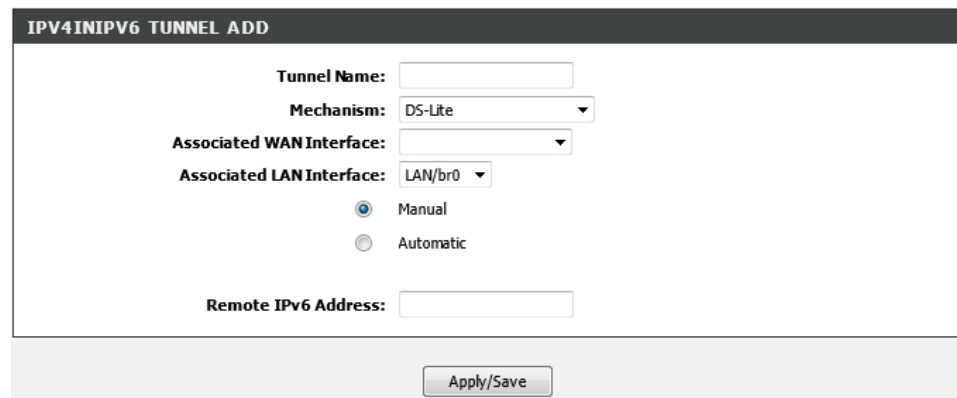 IPV4INIPV6 TUNNEL ADD
Tunnel Name:
Mechanism: DS-Lite
Associated WAN Interface:
Associated LAN Interface: LAN/br0
Manual
Automatic
Remote IPv6 Address:
Apply/Save